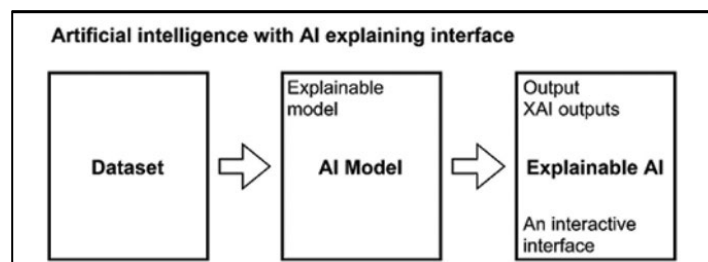 Artificial intelligence with AI explaining interface
Dataset
Explainable
model
AI Model
Output
XAI outputs
Explainable AI
An interactive
interface